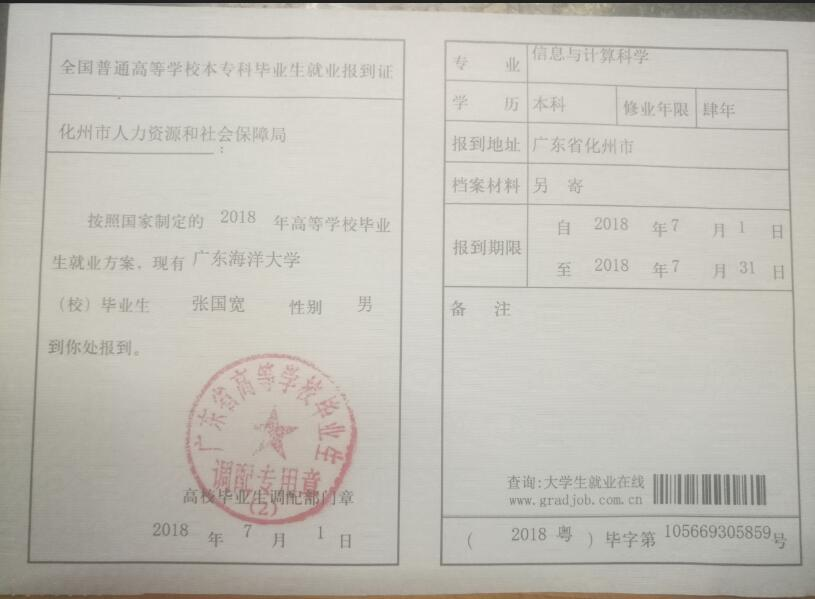 全国普通高等学校本专科毕业生就业报到证
化州市人力资源和社会保障局
:
按照国家制定的 2018 年高等学校毕业
生就业方案，现有 广东海洋大学
（校）毕业生 张国宽 性别 男
到你处报到。
广东省高等学校毕业生
调配专用章
(2)
高校毕业生调配部门章
2018 年 7 月 1 日
专 业 信息与计算科学
学 历 本科 修业年限 肆年
报到地址 广东省化州市
档案材料 另 寄
报到期限
自 2018 年 7 月 1 日
至 2018 年 7 月 31 日
备 注
查询:大学生就业在线
www.gradjob.com.cn
（ 2018 粤 ）毕字第 105669305859 号